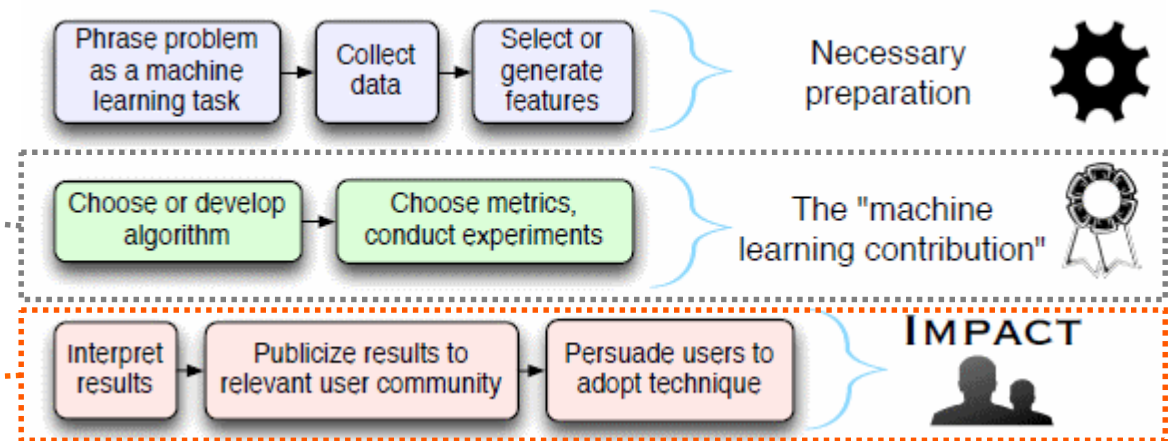 Phrase problem
as a machine
learning task
Collect
data
Select or
generate
features
Necessary
preparation
Choose or develop
algorithm
Choose metrics,
conduct experiments
The "machine
learning contribution"
Interpret
results
Publicize results to
relevant user community
Persuade users to
adopt technique
IMPACT